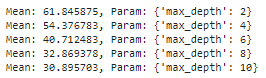 Mean: 61.845875, Param: {'max_depth': 2}
Mean: 54.376783, Param: {'max_depth': 4}
Mean: 40.712483, Param: {'max_depth': 6}
Mean: 32.869378, Param: {'max_depth': 8}
Mean: 30.895703, Param: {'max_depth': 10}